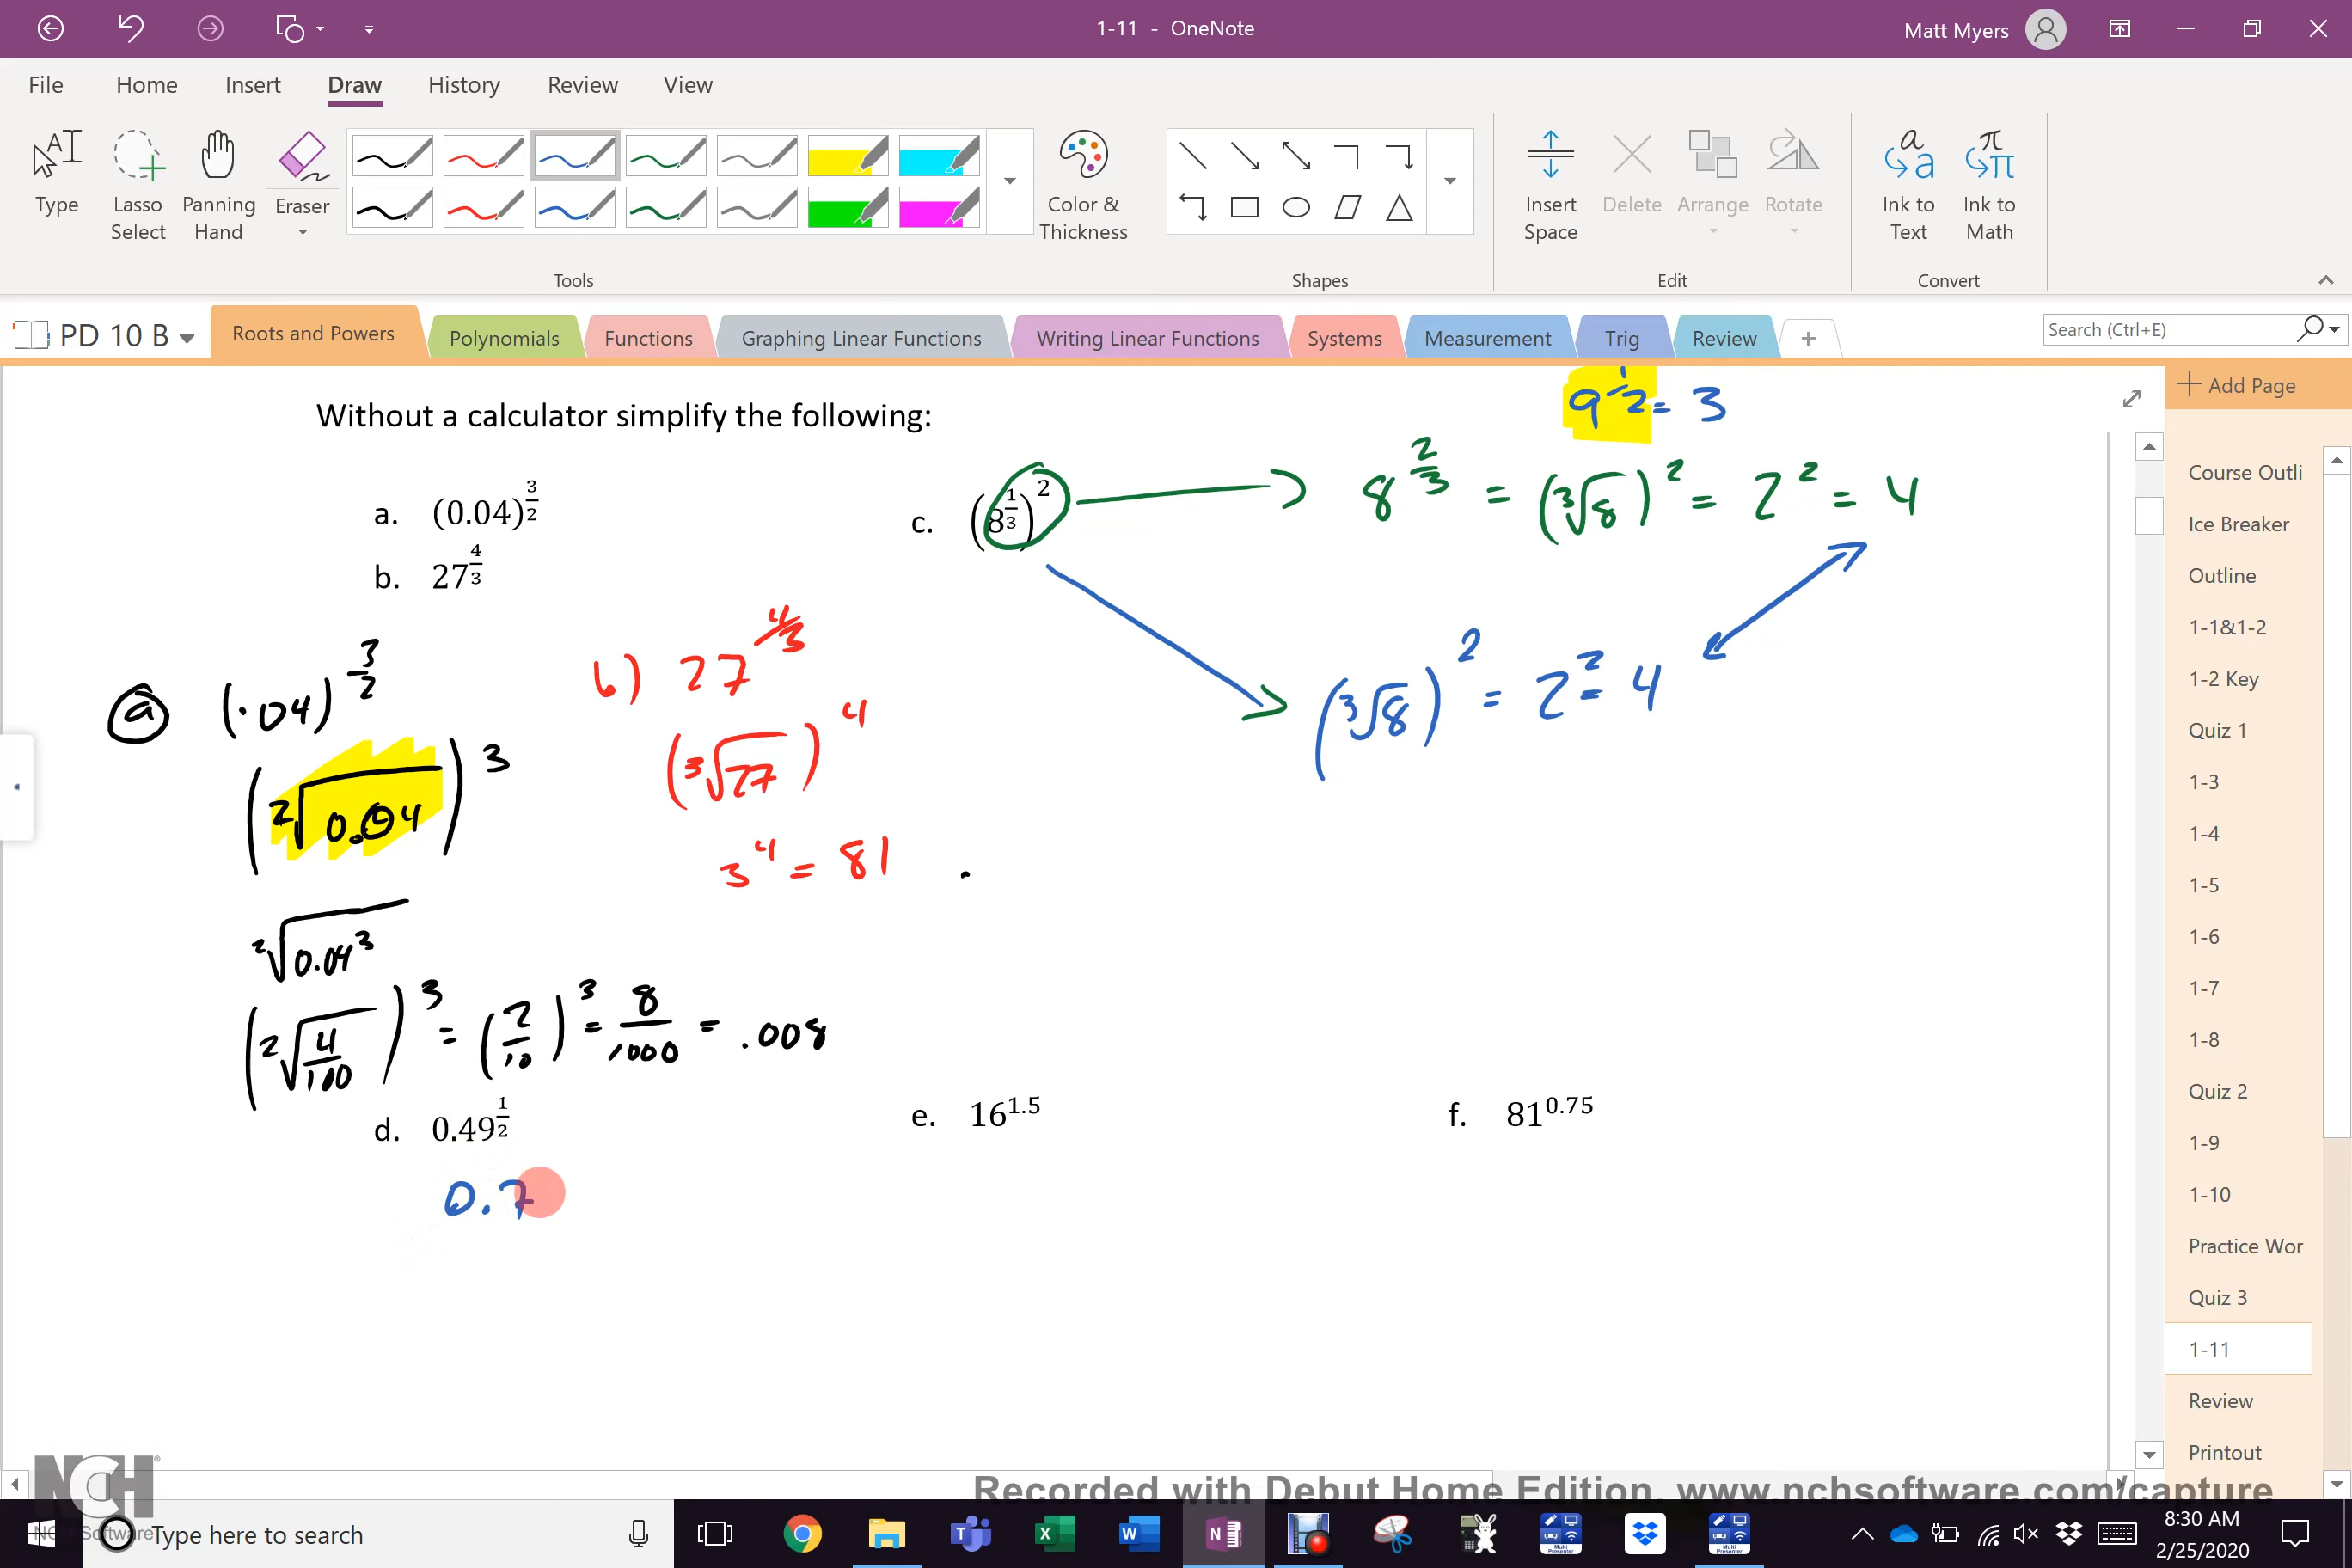 1-11 - OneNote
Matt Myers
File Home Insert Draw History Review View
Type
Lasso Select
Panning Hand
Eraser
Color & Thickness
Insert Space
Delete
Arrange
Rotate
Ink to Text
Ink to Math
Tools
Shapes
Edit
Convert
PD 10 B
Roots and Powers Polynomials Functions Graphing Linear Functions Writing Linear Functions Systems Measurement Trig Review +
Search (Ctrl+E)
Add Page
Course Outli
Ice Breaker
Outline
1-1&1-2
1-2 Key
Quiz 1
1-3
1-4
1-5
1-6
1-7
1-8
Quiz 2
1-9
1-10
Practice Wor
Quiz 3
1-11
Review
Printout
9^(1/2) = 3
Without a calculator simplify the following:
a. (0.04)^(3/2)
b. 27^(4/3)
c. (8^(1/3))^2
8^(2/3) = (³√8)² = 2² = 4
(³√8)² = 2² = 4
ⓐ (.04)^(3/2)
(²√0.04)³
²√0.04³
(²√(4/100))³ = (2/10)³ = 8/1000 = .008
b) 27^(4/3)
(³√27)⁴
3⁴ = 81
d. 0.49^(1/2)
0.7
e. 16^1.5
f. 81^0.75
NCH
NCH Software
Recorded with Debut Home Edition. www.nchsoftware.com/capture
Type here to search
8:30 AM
2/25/2020